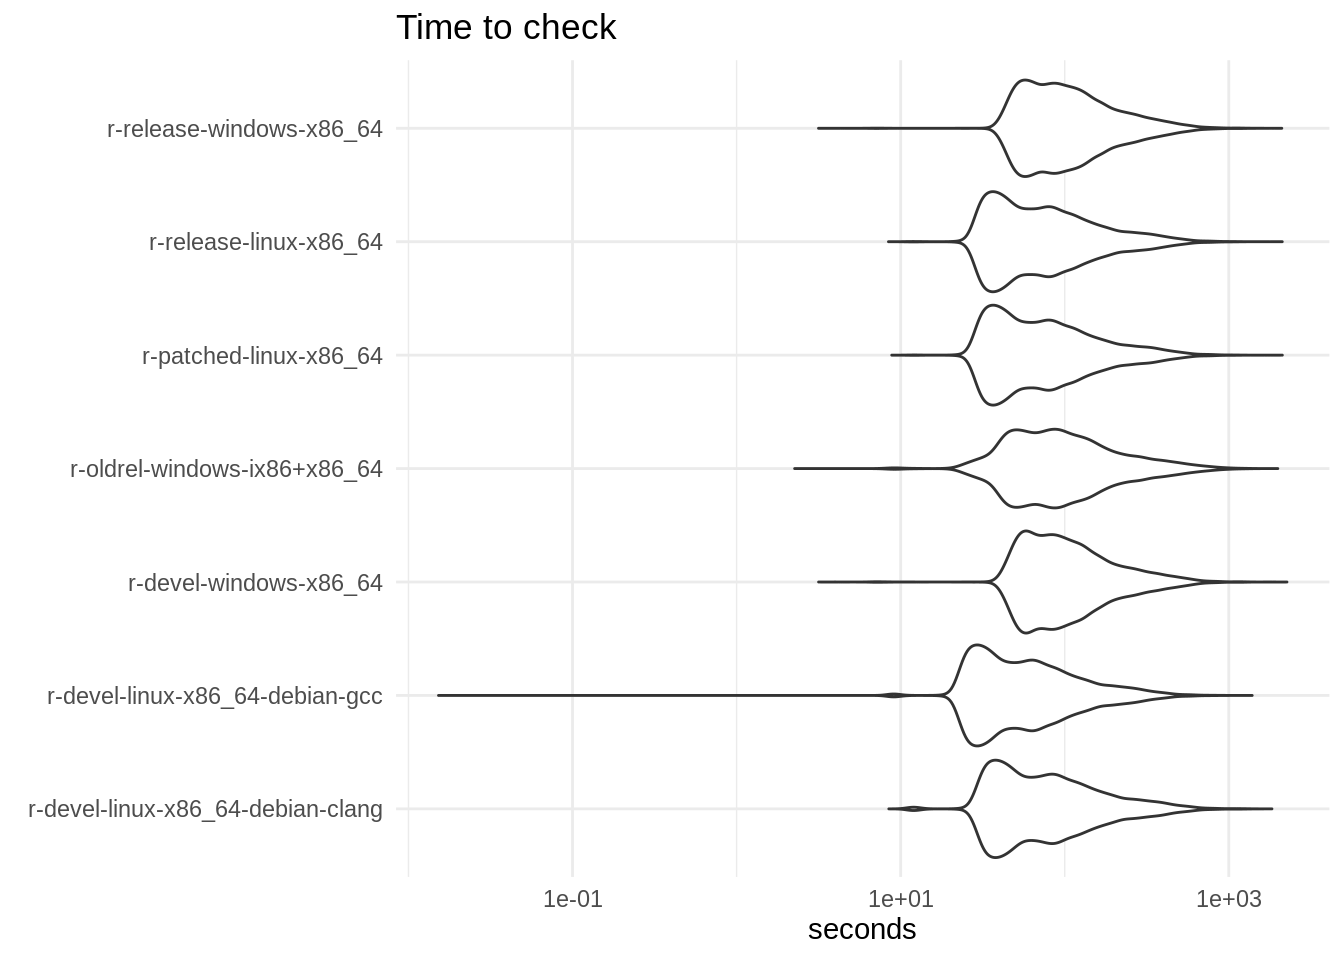 Time to check
r-release-windows-x86_64
r-release-linux-x86_64
r-patched-linux-x86_64
r-oldrel-windows-ix86+x86_64
r-devel-windows-x86_64
r-devel-linux-x86_64-debian-gcc
r-devel-linux-x86_64-debian-clang
1e-01 1e+01 1e+03
seconds